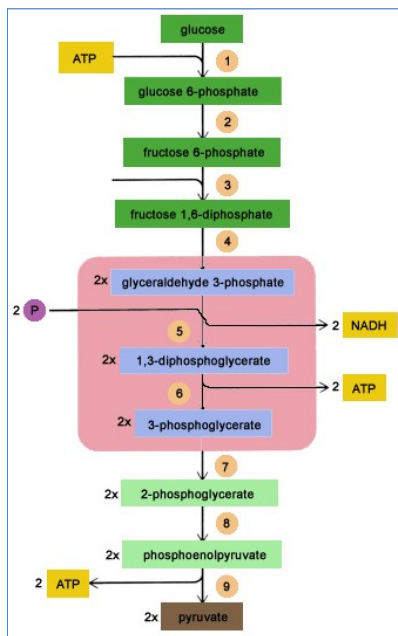 glucose
ATP
1
glucose 6-phosphate
2
fructose 6-phosphate
3
fructose 1,6-diphosphate
4
2x glyceraldehyde 3-phosphate
2 P
2 NADH
5
2x 1,3-diphosphoglycerate
2 ATP
6
2x 3-phosphoglycerate
7
2x 2-phosphoglycerate
8
2x phosphoenolpyruvate
2 ATP
9
2x pyruvate